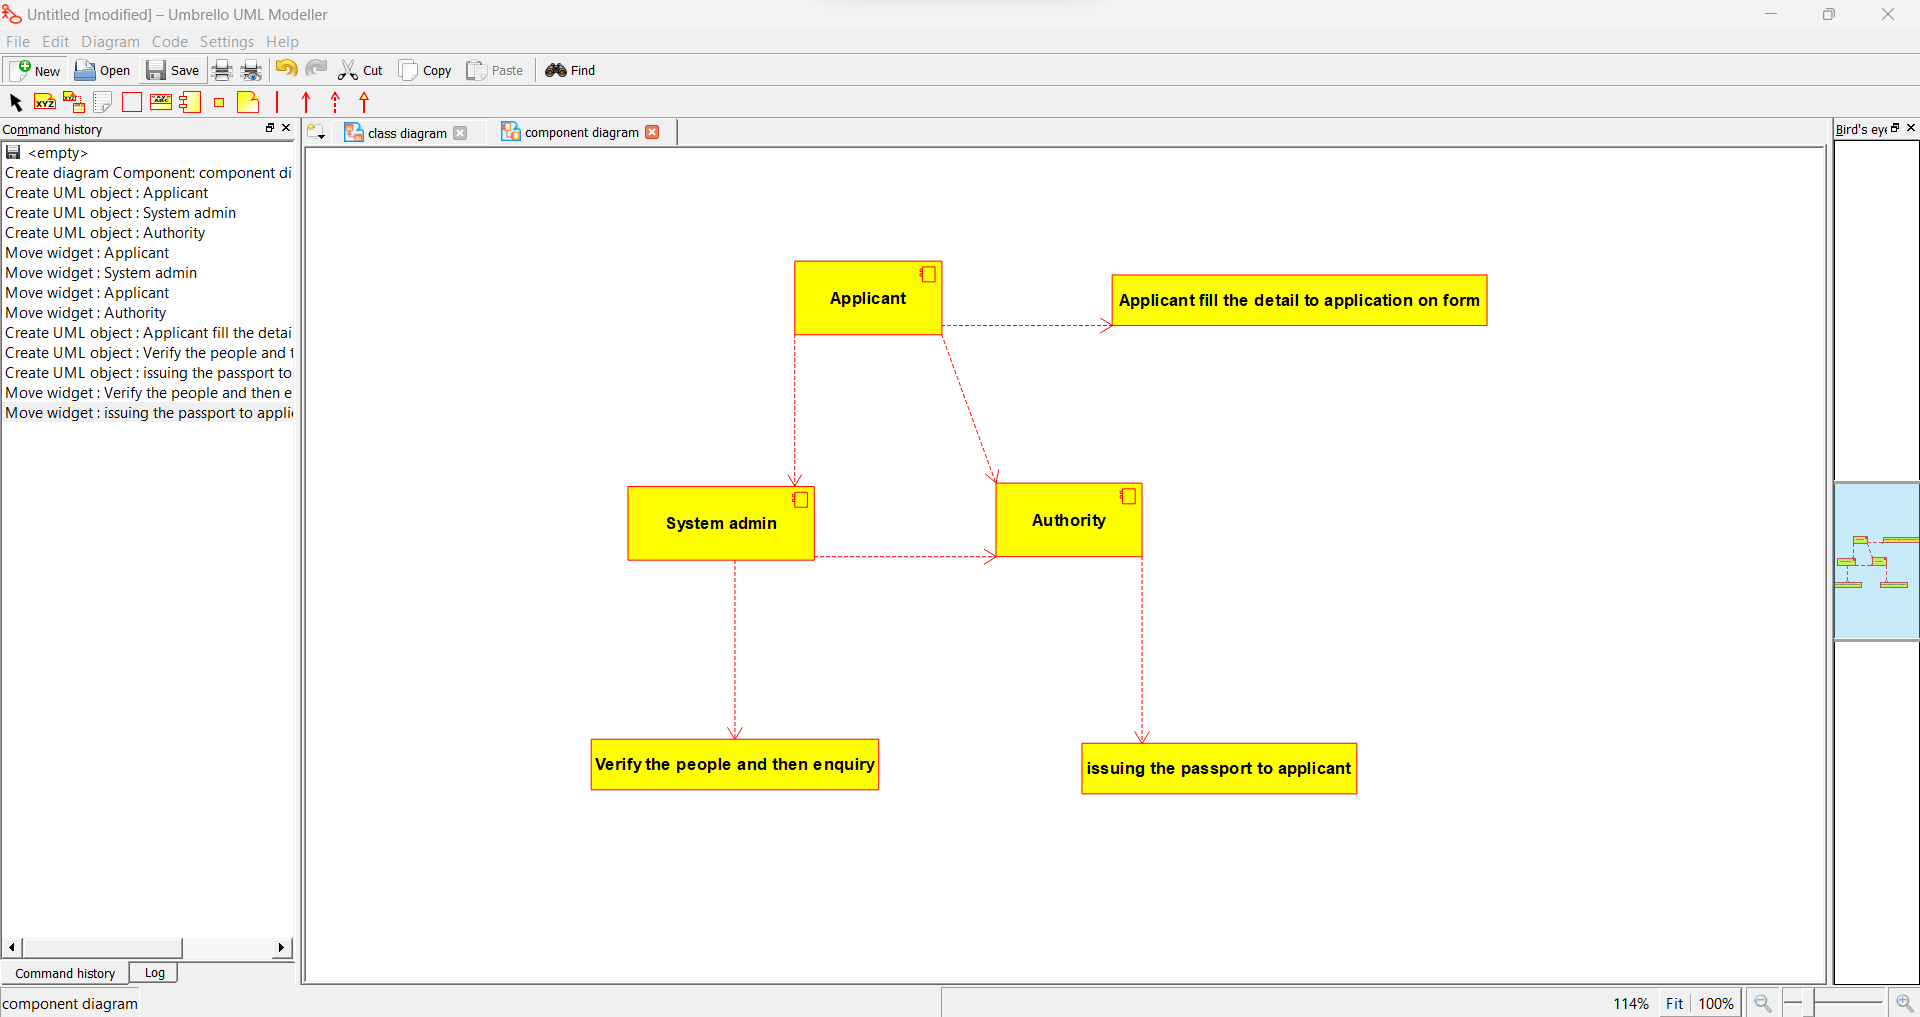 Untitled [modified] – Umbrello UML Modeller
File Edit Diagram Code Settings Help
New Open Save Cut Copy Paste Find
XYZ XYZ ABC
Command history
class diagram component diagram
Bird's eye
<empty>
Create diagram Component: component di
Create UML object : Applicant
Create UML object : System admin
Create UML object : Authority
Move widget : Applicant
Move widget : System admin
Move widget : Applicant
Move widget : Authority
Create UML object : Applicant fill the detai
Create UML object : Verify the people and t
Create UML object : issuing the passport to
Move widget : Verify the people and then e
Move widget : issuing the passport to appli
Applicant
Applicant fill the detail to application on form
System admin
Authority
Verify the people and then enquiry
issuing the passport to applicant
Command history Log
component diagram
114% Fit 100%